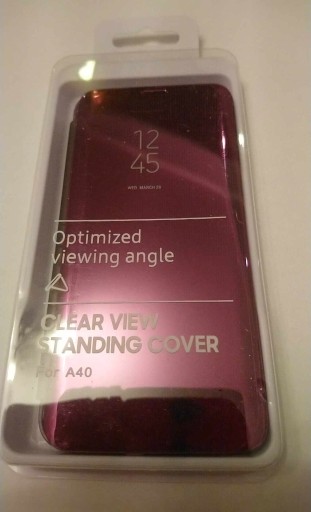 12
45
Optimized
viewing angle
CLEAR VIEW
STANDING COVER
For A40